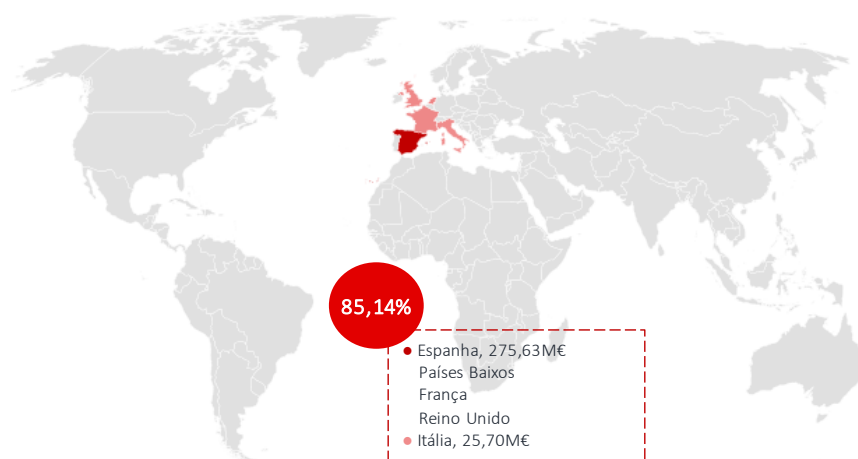 85,14%
Espanha, 275,63M€
Países Baixos
França
Reino Unido
Itália, 25,70M€